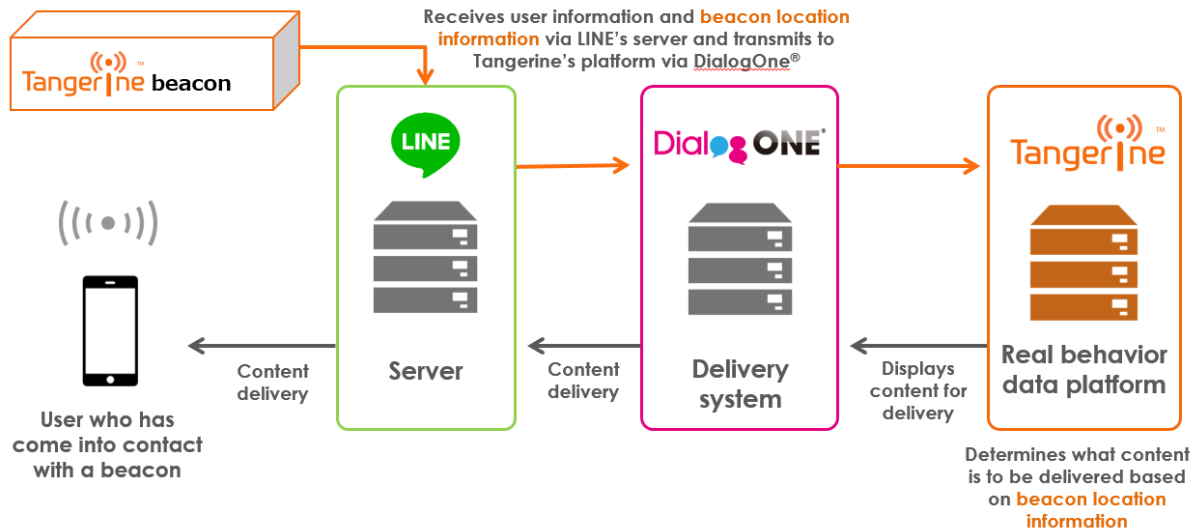 Receives user information and beacon location
information via LINE's server and transmits to
Tangerine's platform via DialogOne®
Tangerine™ beacon
LINE
Dialog ONE®
Tangerine™
Server
Delivery
system
Real behavior
data platform
Content
delivery
Content
delivery
Displays
content for
delivery
User who has
come into contact
with a beacon
Determines what content
is to be delivered based
on beacon location
information